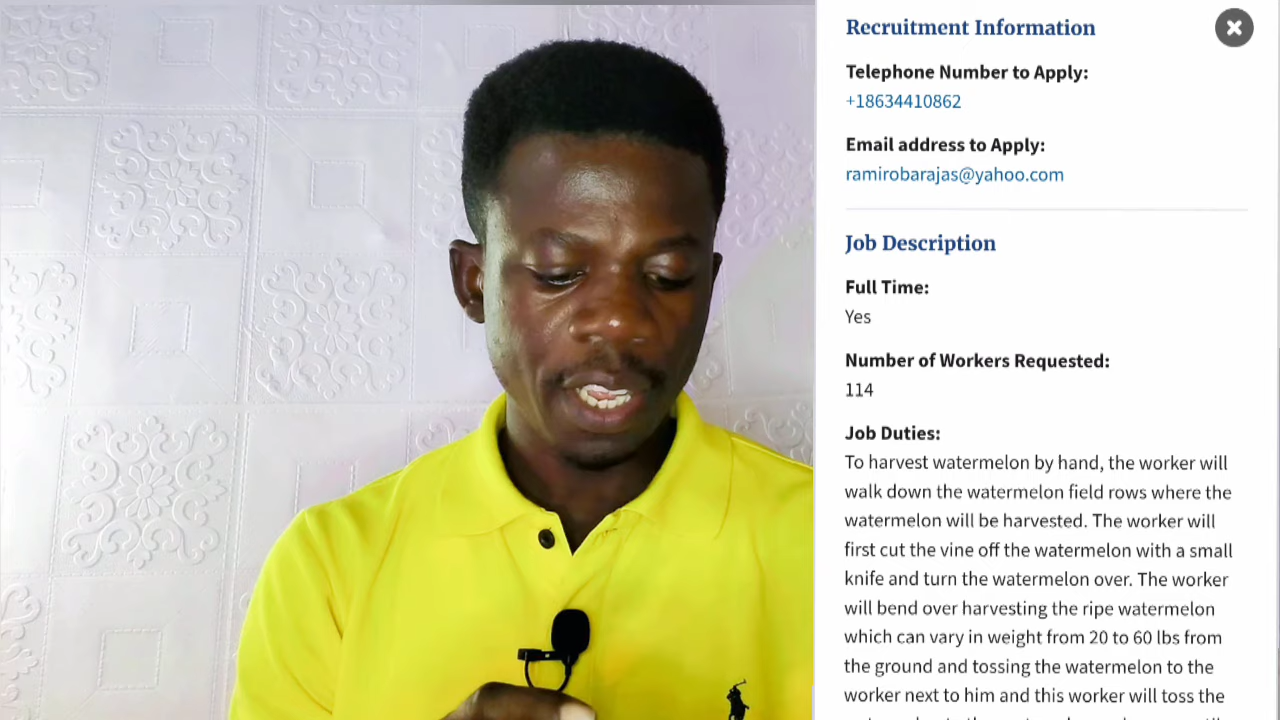 Recruitment Information
Telephone Number to Apply:
+18634410862
Email address to Apply:
ramirobarajas@yahoo.com
Job Description
Full Time:
Yes
Number of Workers Requested:
114
Job Duties:
To harvest watermelon by hand, the worker will
walk down the watermelon field rows where the
watermelon will be harvested. The worker will
first cut the vine off the watermelon with a small
knife and turn the watermelon over. The worker
will bend over harvesting the ripe watermelon
which can vary in weight from 20 to 60 lbs from
the ground and tossing the watermelon to the
worker next to him and this worker will toss the